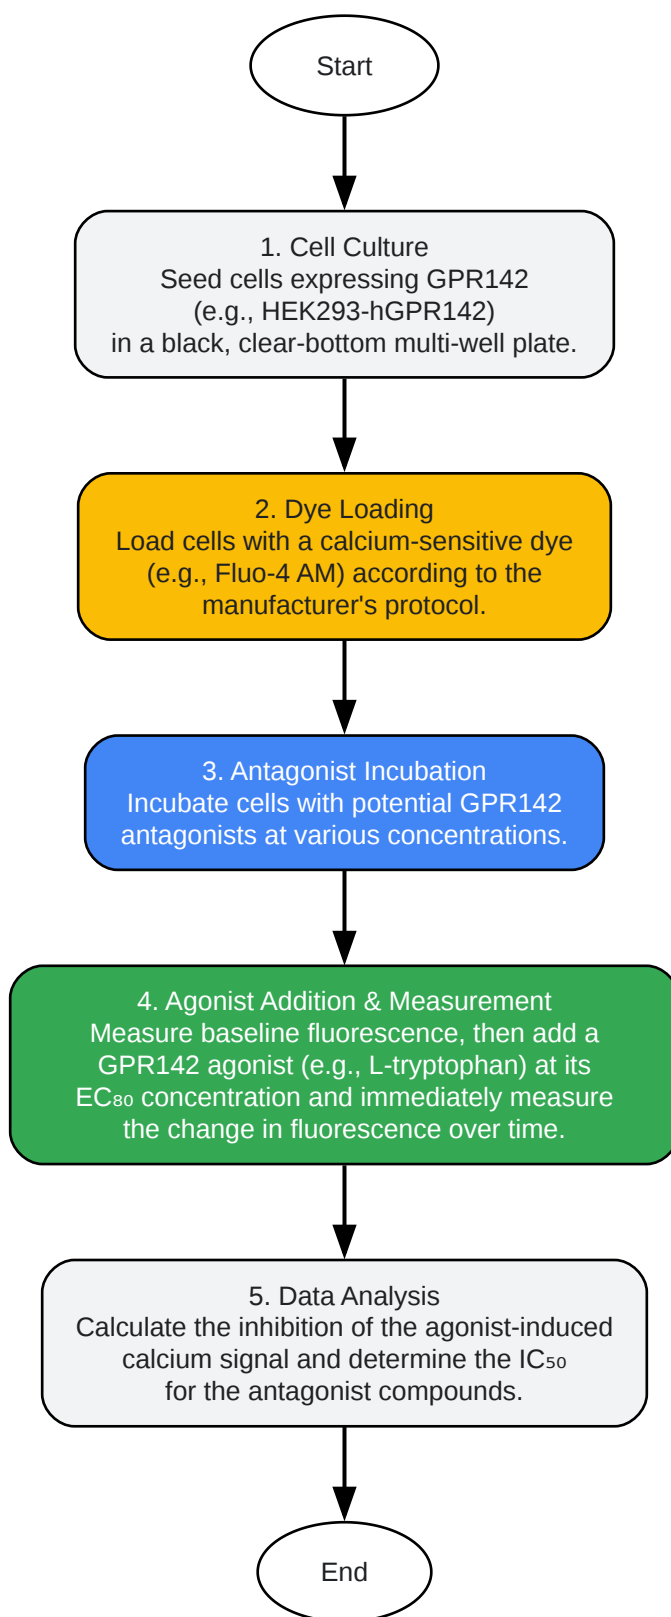 Start
1. Cell Culture
Seed cells expressing GPR142
(e.g., HEK293-hGPR142)
in a black, clear-bottom multi-well plate.
2. Dye Loading
Load cells with a calcium-sensitive dye
(e.g., Fluo-4 AM) according to the
manufacturer's protocol.
3. Antagonist Incubation
Incubate cells with potential GPR142
antagonists at various concentrations.
4. Agonist Addition & Measurement
Measure baseline fluorescence, then add a
GPR142 agonist (e.g., L-tryptophan) at its
EC₈₀ concentration and immediately measure
the change in fluorescence over time.
5. Data Analysis
Calculate the inhibition of the agonist-induced
calcium signal and determine the IC₅₀
for the antagonist compounds.
End